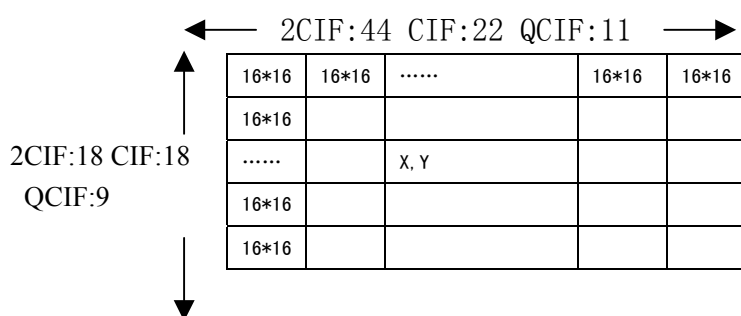 2CIF:44 CIF:22 QCIF:11
16*16 16*16 …… 16*16 16*16
16*16
2CIF:18 CIF:18
QCIF:9
…… X, Y
16*16
16*16